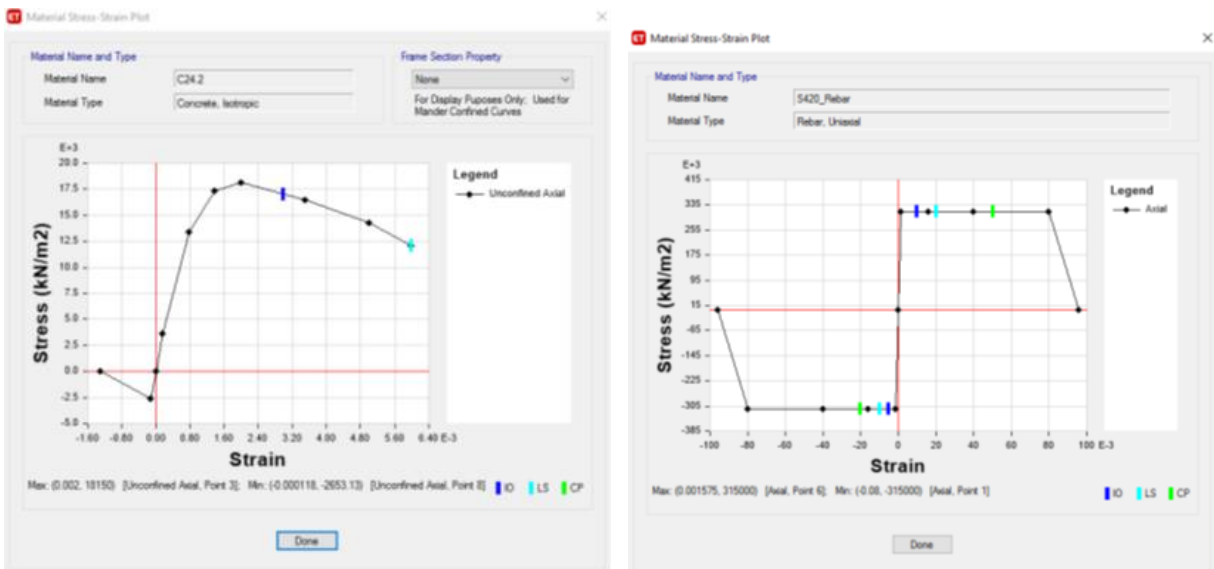 Material Stress-Strain Plot
Material Name and Type
Material Name C24.2
Material Type Concrete, Isotropic
Frame Section Property
None
For Display Puposes Only: Used for
Mander Confined Curves
E+3
20.0
17.5
15.0
12.5
10.0
7.5
5.0
2.5
0.0
-2.5
-5.0
Stress (kN/m2)
-1.60 -0.80 0.00 0.80 1.60 2.40 3.20 4.00 4.80 5.60 6.40 E-3
Strain
Legend
Unconfined Axial
Max: (0.002, 18150) [Unconfined Axial, Point 3]; Min: (-0.000118, -2653.13) [Unconfined Axial, Point 8]
IO LS CP
Done
Material Stress-Strain Plot
Material Name and Type
Material Name S420_Rebar
Material Type Rebar, Uniaxial
E+3
415
335
255
175
95
15
-65
-145
-225
-305
-385
Stress (kN/m2)
-100 -80 -60 -40 -20 0 20 40 60 80 100 E-3
Strain
Legend
Axial
Max: (0.001575, 315000) [Axial, Point 6]; Min: (-0.08, -315000) [Axial, Point 1]
IO LS CP
Done